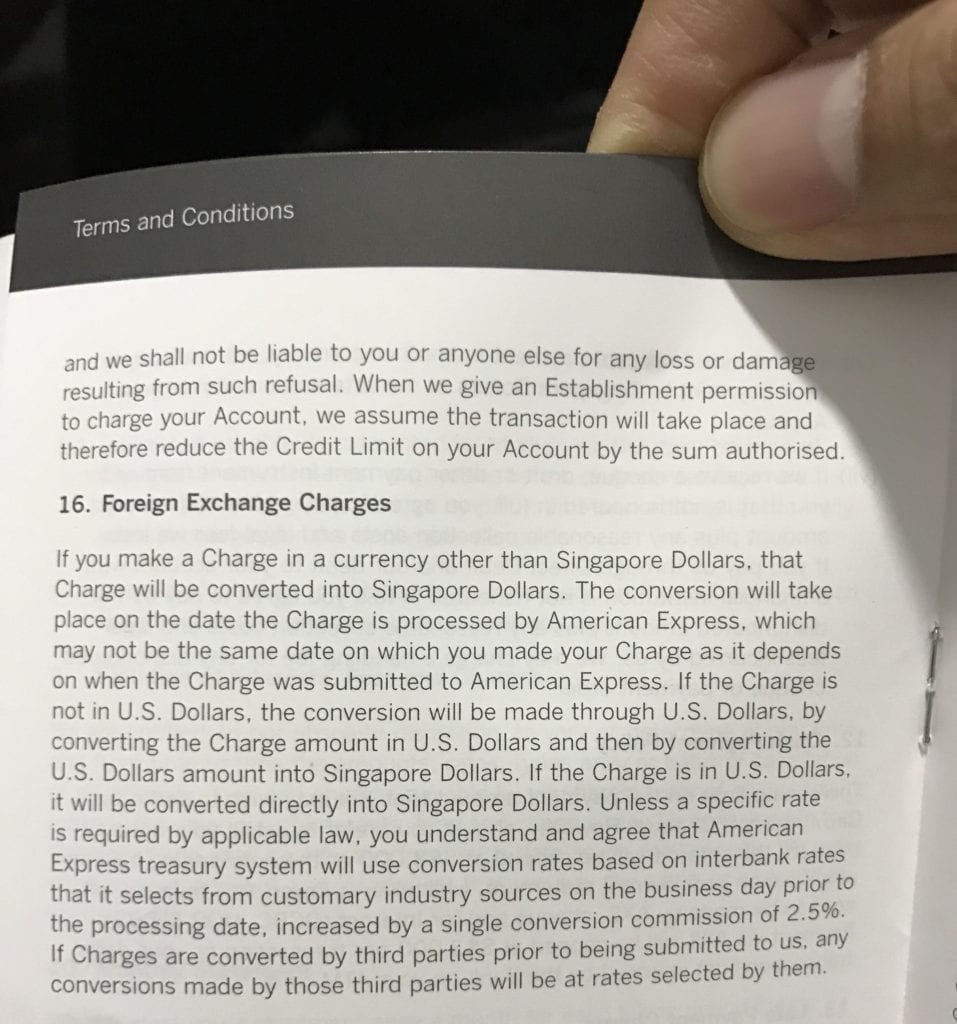 Terms and Conditions
and we shall not be liable to you or anyone else for any loss or damage
resulting from such refusal. When we give an Establishment permission
to charge your Account, we assume the transaction will take place and
therefore reduce the Credit Limit on your Account by the sum authorised.
16. Foreign Exchange Charges
If you make a Charge in a currency other than Singapore Dollars, that
Charge will be converted into Singapore Dollars. The conversion will take
place on the date the Charge is processed by American Express, which
may not be the same date on which you made your Charge as it depends
on when the Charge was submitted to American Express. If the Charge is
not in U.S. Dollars, the conversion will be made through U.S. Dollars, by
converting the Charge amount in U.S. Dollars and then by converting the
U.S. Dollars amount into Singapore Dollars. If the Charge is in U.S. Dollars,
it will be converted directly into Singapore Dollars. Unless a specific rate
is required by applicable law, you understand and agree that American
Express treasury system will use conversion rates based on interbank rates
that it selects from customary industry sources on the business day prior to
the processing date, increased by a single conversion commission of 2.5%.
If Charges are converted by third parties prior to being submitted to us, any
conversions made by those third parties will be at rates selected by them.